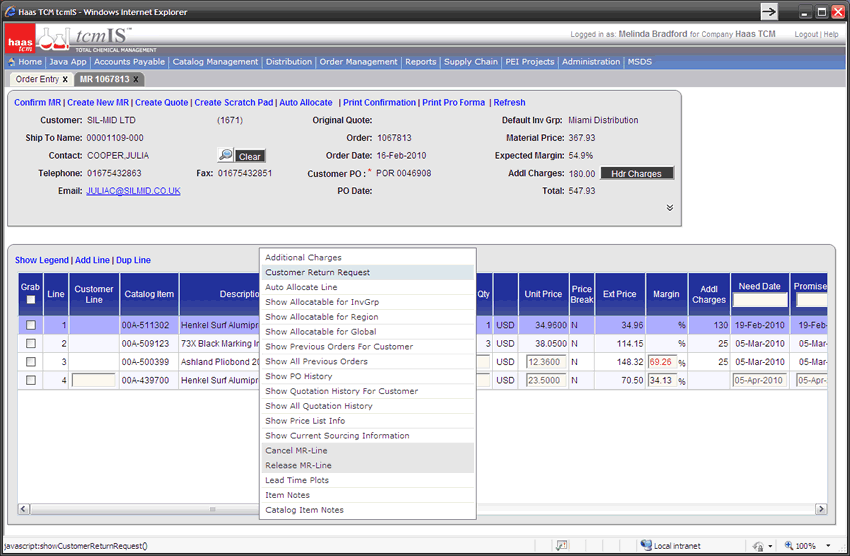 Haas TCM tcmIS - Windows Internet Explorer
haas tcm tcmIS™ TOTAL CHEMICAL MANAGEMENT
Logged in as: Melinda Bradford for Company Haas TCM Logout | Help
Home | Java App | Accounts Payable | Catalog Management | Distribution | Order Management | Reports | Supply Chain | PEI Projects | Administration | MSDS
Order Entry x MR 1067813 x
Confirm MR | Create New MR | Create Quote | Create Scratch Pad | Auto Allocate | Print Confirmation | Print Pro Forma | Refresh
Customer: SIL-MID LTD (1671) Original Quote: Default Inv Grp: Miami Distribution
Ship To Name: 00001109-000 Order: 1067813 Material Price: 367.93
Contact: COOPER,JULIA Clear Order Date: 16-Feb-2010 Expected Margin: 54.9%
Telephone: 01675432863 Fax: 01675432851 Customer PO : * POR 0046908 Addl Charges: 180.00 Hdr Charges
Email: JULIAC@SILMID.CO.UK PO Date: Total: 547.93
Show Legend | Add Line | Dup Line
Grab Line Customer Line Catalog Item Descriptio Qty Unit Price Price Break Ext Price Margin Addl Charges Need Date Promise
1 00A-511302 Henkel Surf Alumipr 1 USD 34.9600 N 34.96 % 130 19-Feb-2010 19-Feb-
2 00A-509123 73X Black Marking In 3 USD 38.0500 N 114.15 % 25 05-Mar-2010 05-Mar-
3 00A-500399 Ashland Pliobond 20 USD 12.3600 N 148.32 69.26 % 25 05-Mar-2010 05-Mar-
4 00A-439700 Henkel Surf Alumipr USD 23.5000 N 70.50 34.13 % 05-Apr-2010 05-Ap
Additional Charges
Customer Return Request
Auto Allocate Line
Show Allocatable for InvGrp
Show Allocatable for Region
Show Allocatable for Global
Show Previous Orders For Customer
Show All Previous Orders
Show PO History
Show Quotation History For Customer
Show All Quotation History
Show Price List Info
Show Current Sourcing Information
Cancel MR-Line
Release MR-Line
Lead Time Plots
Item Notes
Catalog Item Notes
javascript:showCustomerReturnRequest() Local intranet 100%